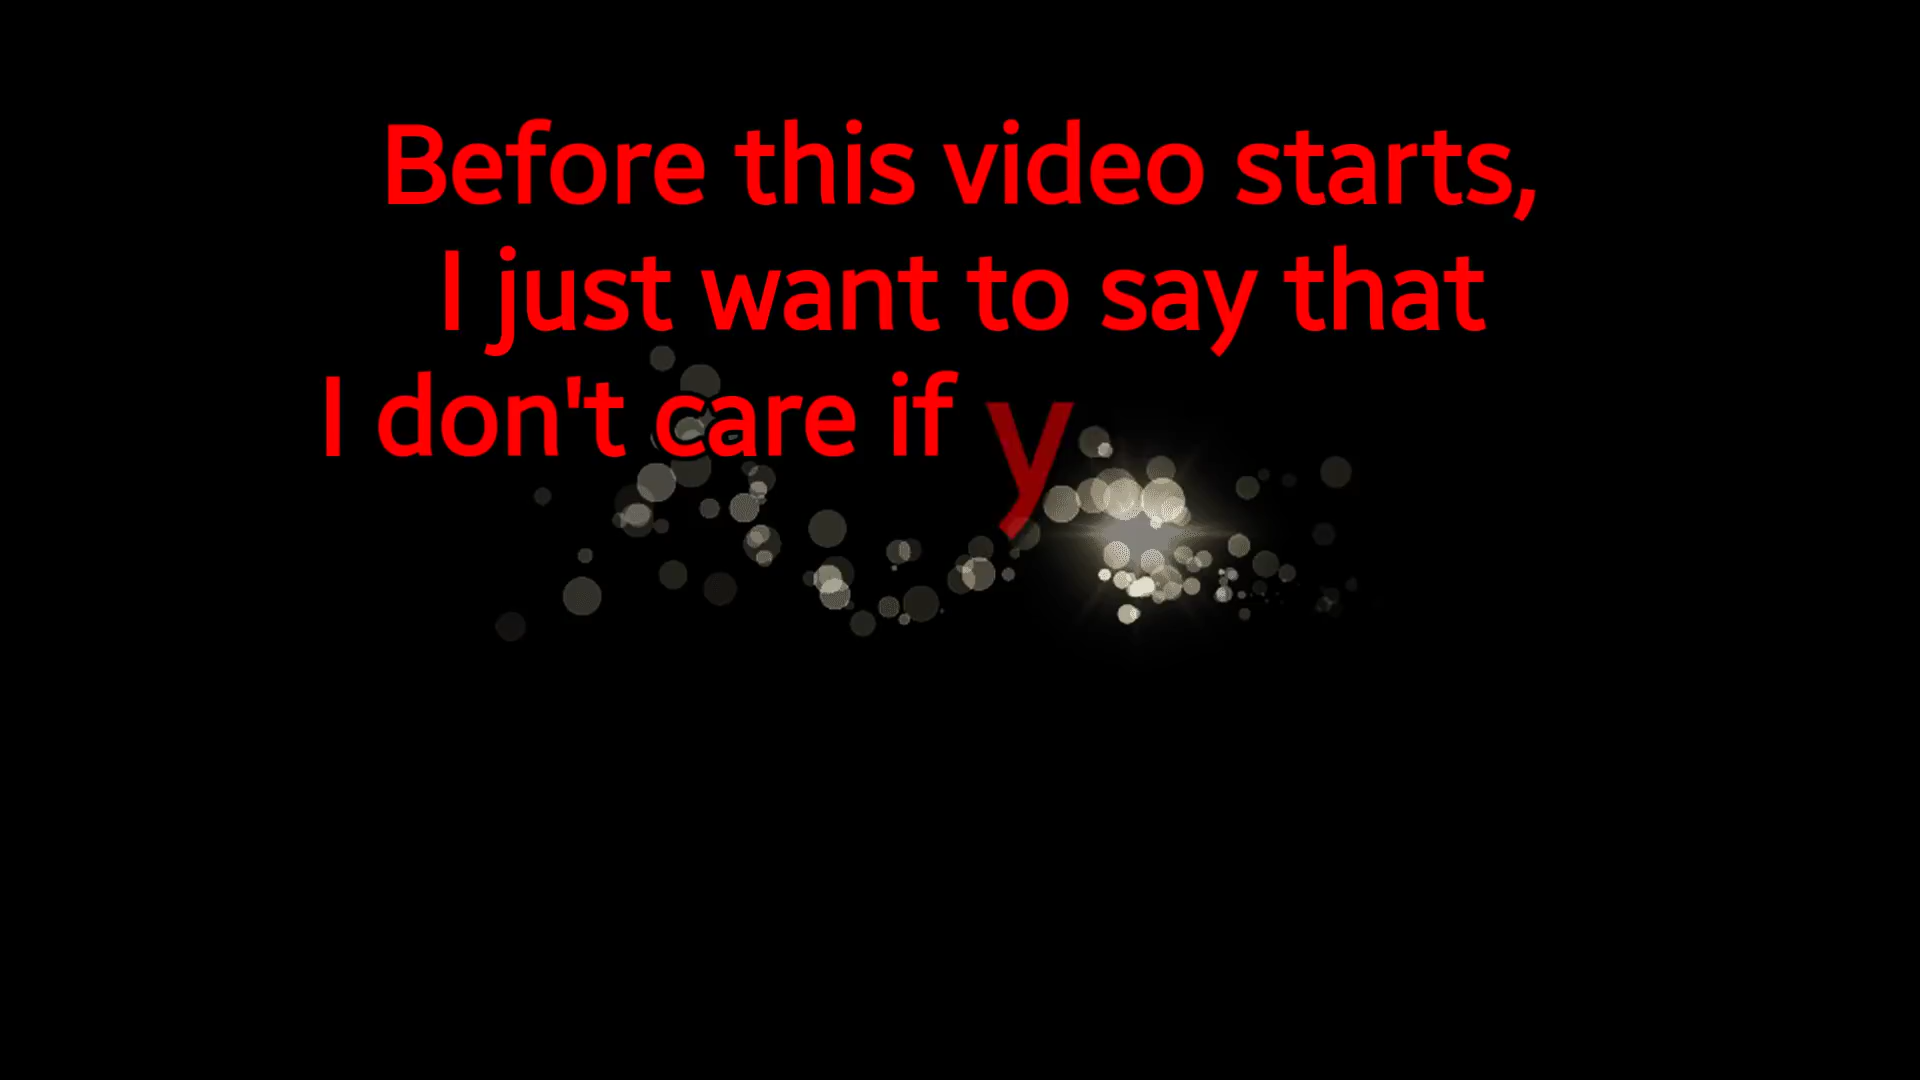 Before this video starts,
I just want to say that
I don't care if y